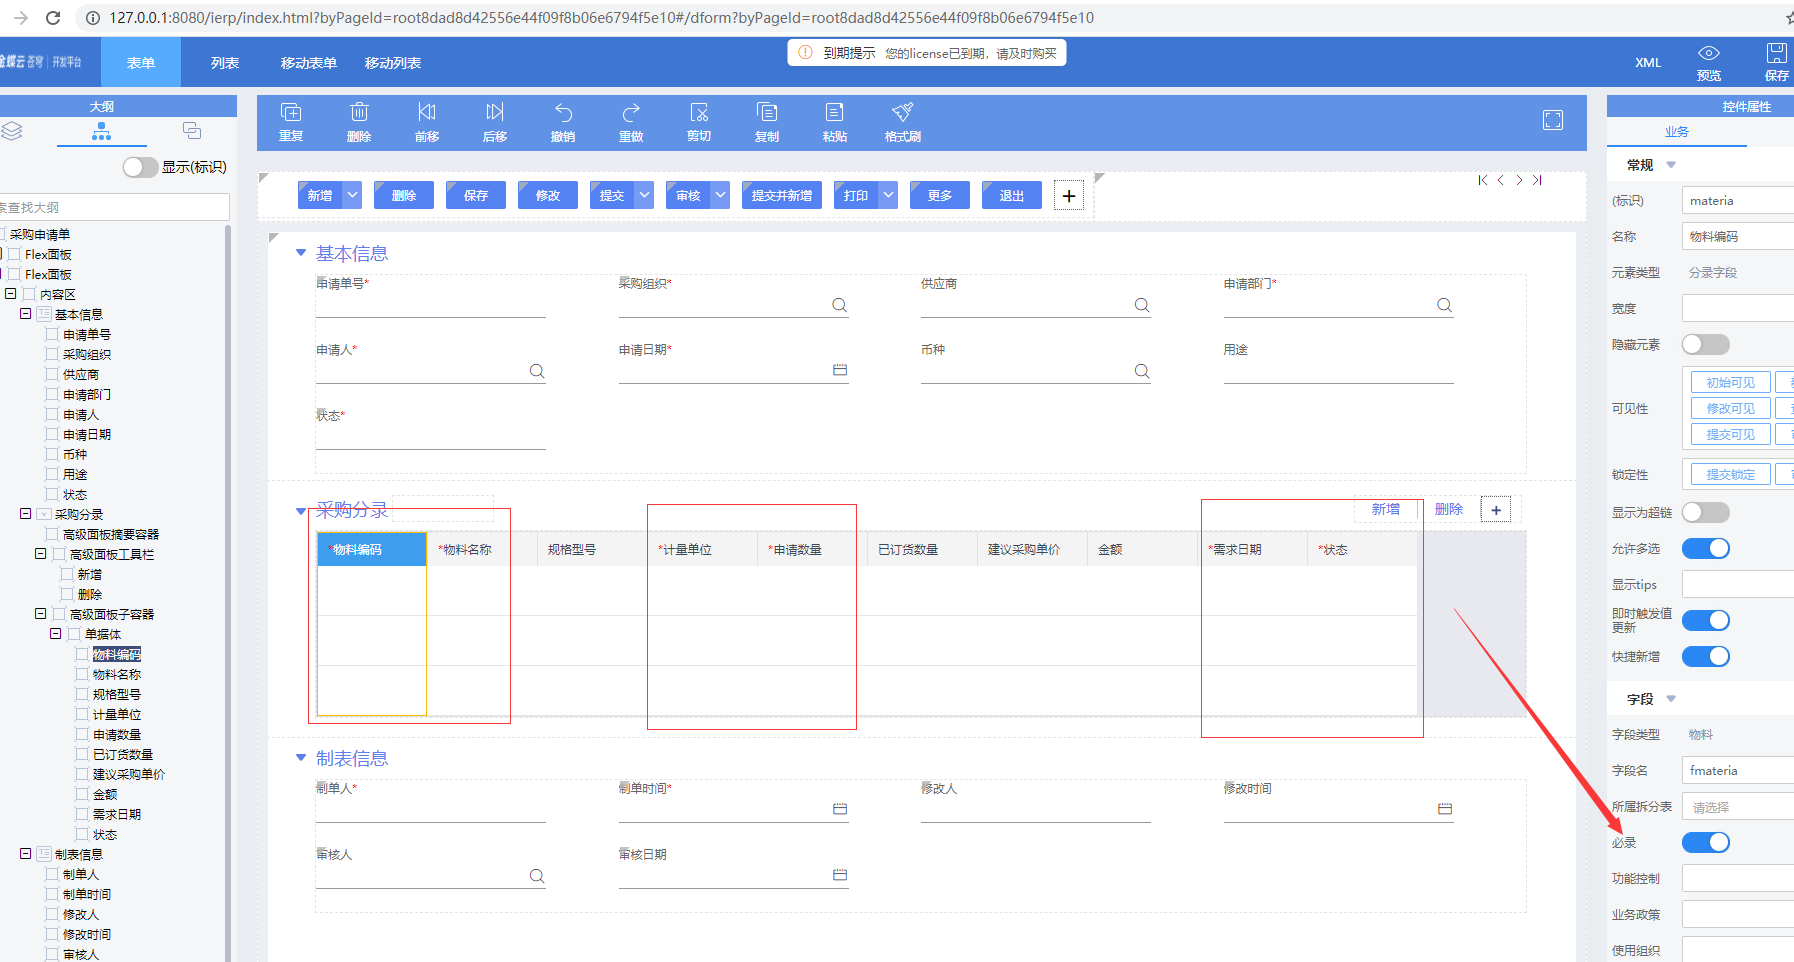 127.0.0.1:8080/ierp/index.html?byPageId=root8dad8d42556e44f09f8b06e6794f5e10#/dform?byPageId=root8dad8d42556e44f09f8b06e6794f5e10
金蝶云 苍穹 | 开发平台
表单 列表 移动表单 移动列表
到期提示 您的license已到期，请及时购买
XML 预览 保存
大纲
显示(标识)
索查找大纲
采购申请单
Flex面板
Flex面板
内容区
基本信息
申请单号
采购组织
供应商
申请部门
申请人
申请日期
币种
用途
状态
采购分录
高级面板摘要容器
高级面板工具栏
新增
删除
高级面板子容器
单据体
物料编码
物料名称
规格型号
计量单位
申请数量
已订货数量
建议采购单价
金额
需求日期
状态
制表信息
制单人
制单时间
修改人
修改时间
审核人
重复 删除 前移 后移 撤销 重做 剪切 复制 粘贴 格式刷
新增 删除 保存 修改 提交 审核 提交并新增 打印 更多 退出 +
基本信息
申请单号* 采购组织* 供应商 申请部门*
申请人* 申请日期* 币种 用途
状态*
采购分录 新增 删除 +
*物料编码 *物料名称 规格型号 *计量单位 *申请数量 已订货数量 建议采购单价 金额 *需求日期 *状态
制表信息
制单人* 制单时间* 修改人 修改时间
审核人 审核日期
控件属性
业务
常规
(标识) materia
名称 物料编码
元素类型 分录字段
宽度
隐藏元素
可见性 初始可见
修改可见
提交可见
锁定性 提交锁定
显示为超链
允许多选
显示tips
即时触发值
更新
快捷新增
字段
字段类型 物料
字段名 fmateria
所属拆分表 请选择
必录
功能控制
业务政策
使用组织